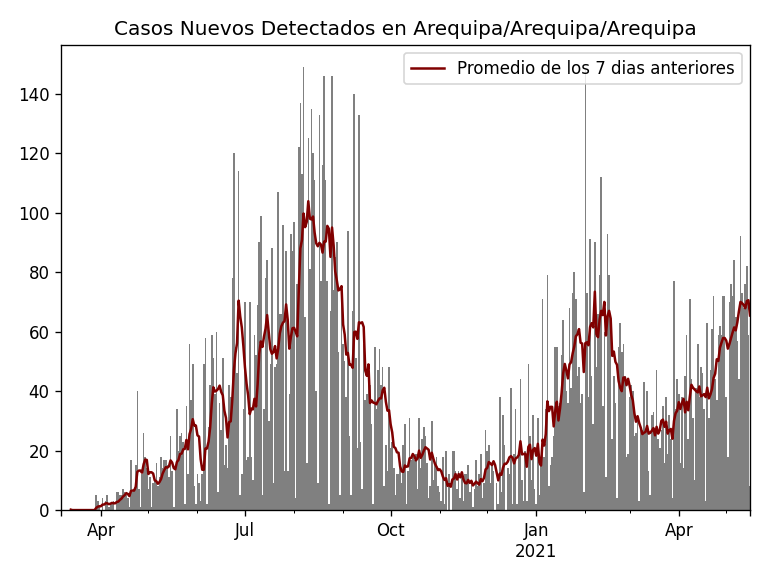 Casos Nuevos Detectados en Arequipa/Arequipa/Arequipa
Promedio de los 7 dias anteriores
140
120
100
80
60
40
20
0
Apr
Jul
Oct
Jan
2021
Apr